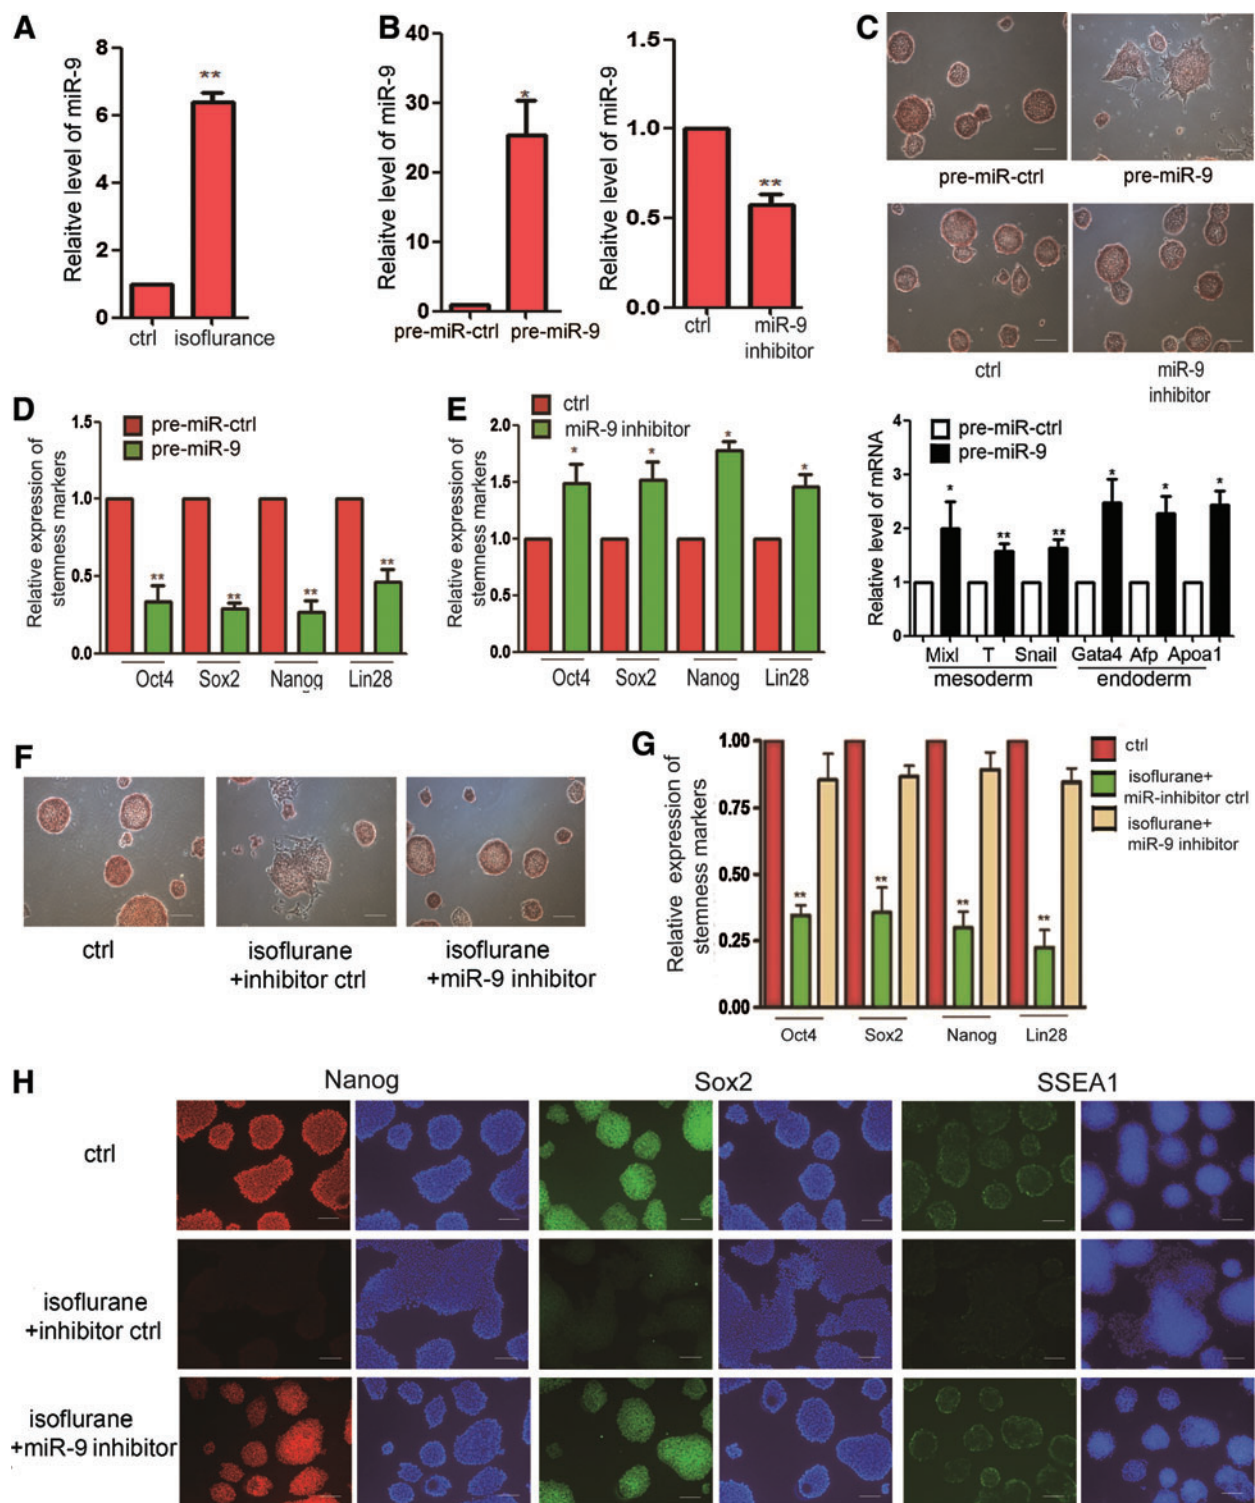 A
Relaitve level of miR-9
8
6
4
2
0
**
ctrl
isoflurance
B
Relaitve level of miR-9
40
30
20
10
0
*
pre-miR-ctrl
pre-miR-9
Relaitve level of miR-9
1.5
1.0
0.5
0.0
**
ctrl
miR-9
inhibitor
C
pre-miR-ctrl
pre-miR-9
ctrl
miR-9
inhibitor
D
Relative expression of
stemness markers
pre-miR-ctrl
pre-miR-9
1.5
1.0
0.5
0.0
**
**
**
**
Oct4
Sox2
Nanog
Lin28
E
Relative expression of
stemness markers
ctrl
miR-9 inhibitor
2.0
1.5
1.0
0.5
0.0
*
*
*
*
Oct4
Sox2
Nanog
Lin28
Relative level of mRNA
pre-miR-ctrl
pre-miR-9
4
3
2
1
0
*
**
**
*
*
*
Mixl
T
Snail
Gata4
Afp
Apoa1
mesoderm
endoderm
F
ctrl
isoflurane
+inhibitor ctrl
isoflurane
+miR-9 inhibitor
G
Relative expression of
stemness markers
1.00
0.75
0.50
0.25
0.00
**
**
**
**
Oct4
Sox2
Nanog
Lin28
ctrl
isoflurane+
miR-inhibitor ctrl
isoflurane+
miR-9 inhibitor
H
Nanog
Sox2
SSEA1
ctrl
isoflurane
+inhibitor ctrl
isoflurane
+miR-9 inhibitor